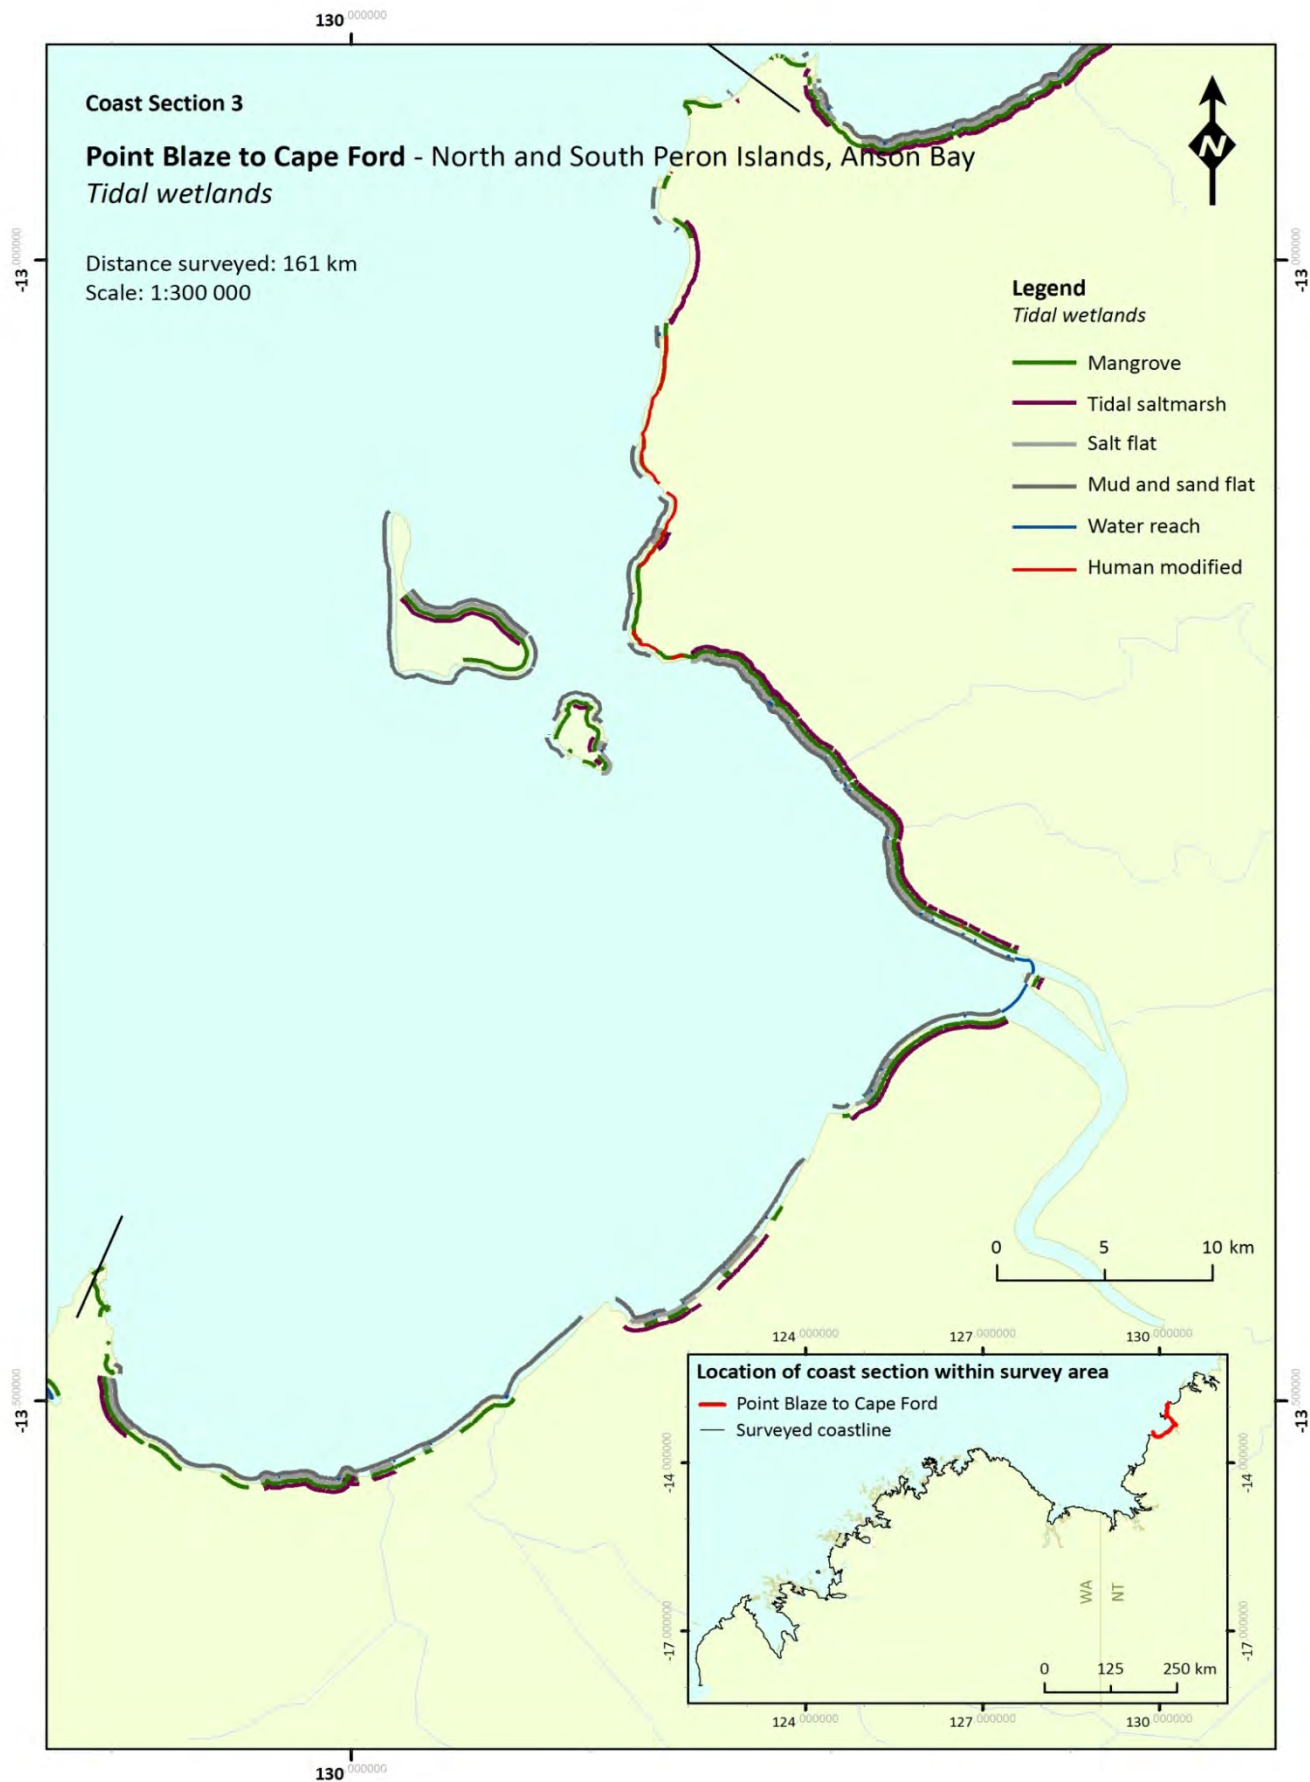 130.000000
Coast Section 3
Point Blaze to Cape Ford - North and South Peron Islands, Anson Bay
Tidal wetlands
Distance surveyed: 161 km
Scale: 1:300 000
N
-13.000000
-13.000000
Legend
Tidal wetlands
Mangrove
Tidal saltmarsh
Salt flat
Mud and sand flat
Water reach
Human modified
0 5 10 km
-13.500000
-13.500000
124.000000 127.000000 130.000000
Location of coast section within survey area
Point Blaze to Cape Ford
Surveyed coastline
-14.000000
-14.000000
WA NT
-17.000000
-17.000000
0 125 250 km
124.000000 127.000000 130.000000
130.000000